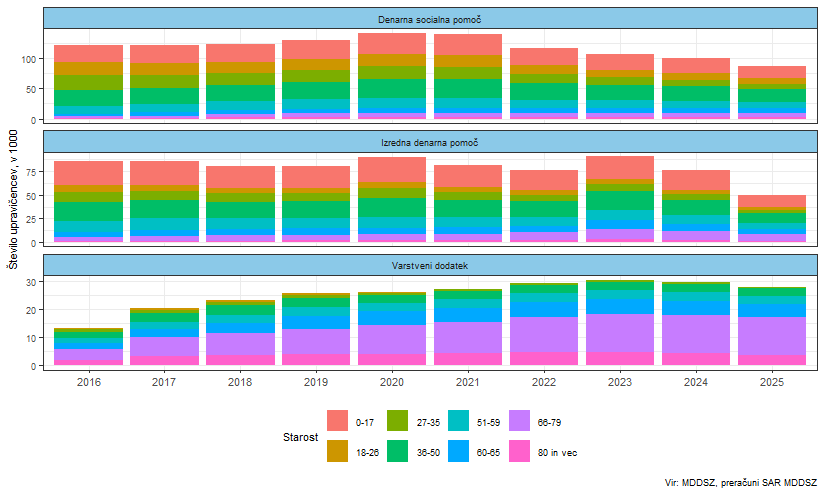 Denarna socialna pomoč
100
50
0
Izredna denarna pomoč
75
50
25
0
Varstveni dodatek
30
20
10
0
Število upravičencev, v 1000
2016 2017 2018 2019 2020 2021 2022 2023 2024 2025
Starost
0-17 27-35 51-59 66-79
18-26 36-50 60-65 80 in vec
Vir: MDDSZ, preračuni SAR MDDSZ